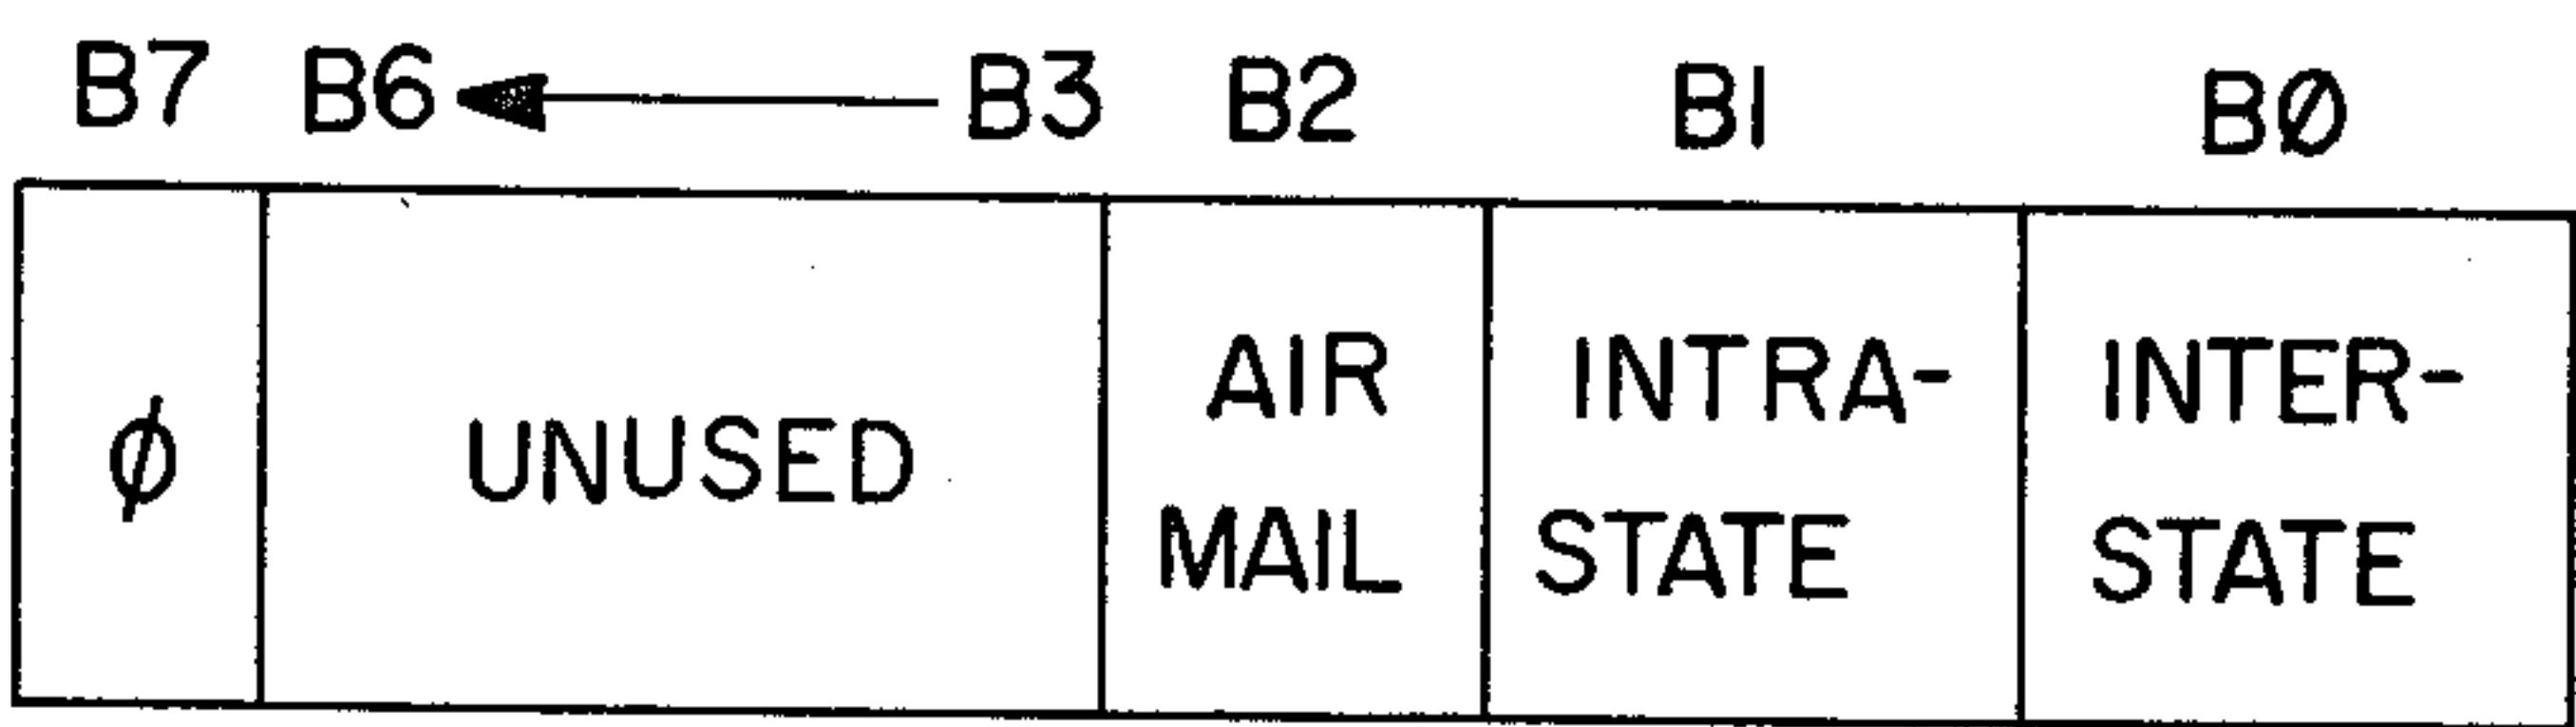 B7 B6 B3 B2 B1 BØ
Ø UNUSED AIR MAIL INTRA-STATE INTER-STATE